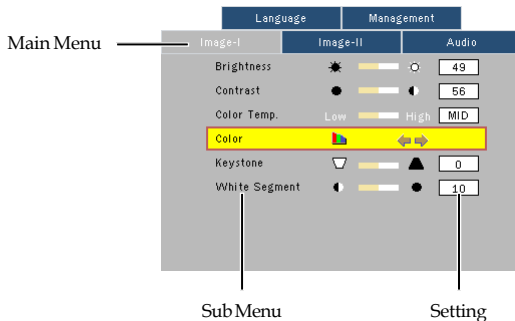 Language Management
Main Menu
Image-I Image-II Audio
Brightness 49
Contrast 56
Color Temp. Low High MID
Color
Keystone 0
White Segment 10
Sub Menu Setting